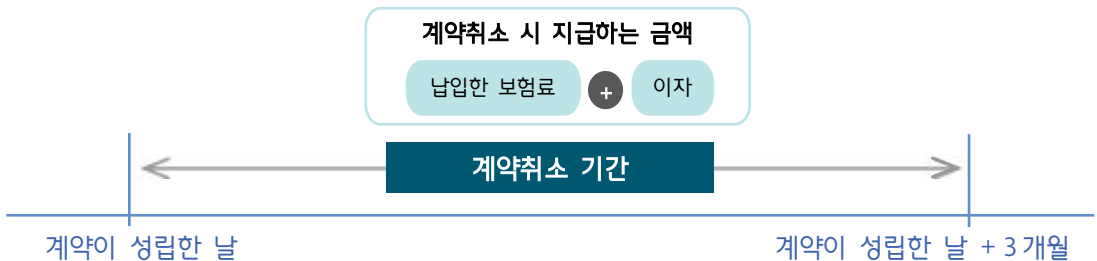 계약취소 시 지급하는 금액
납입한 보험료 + 이자
계약취소 기간
계약이 성립한 날
계약이 성립한 날 + 3개월